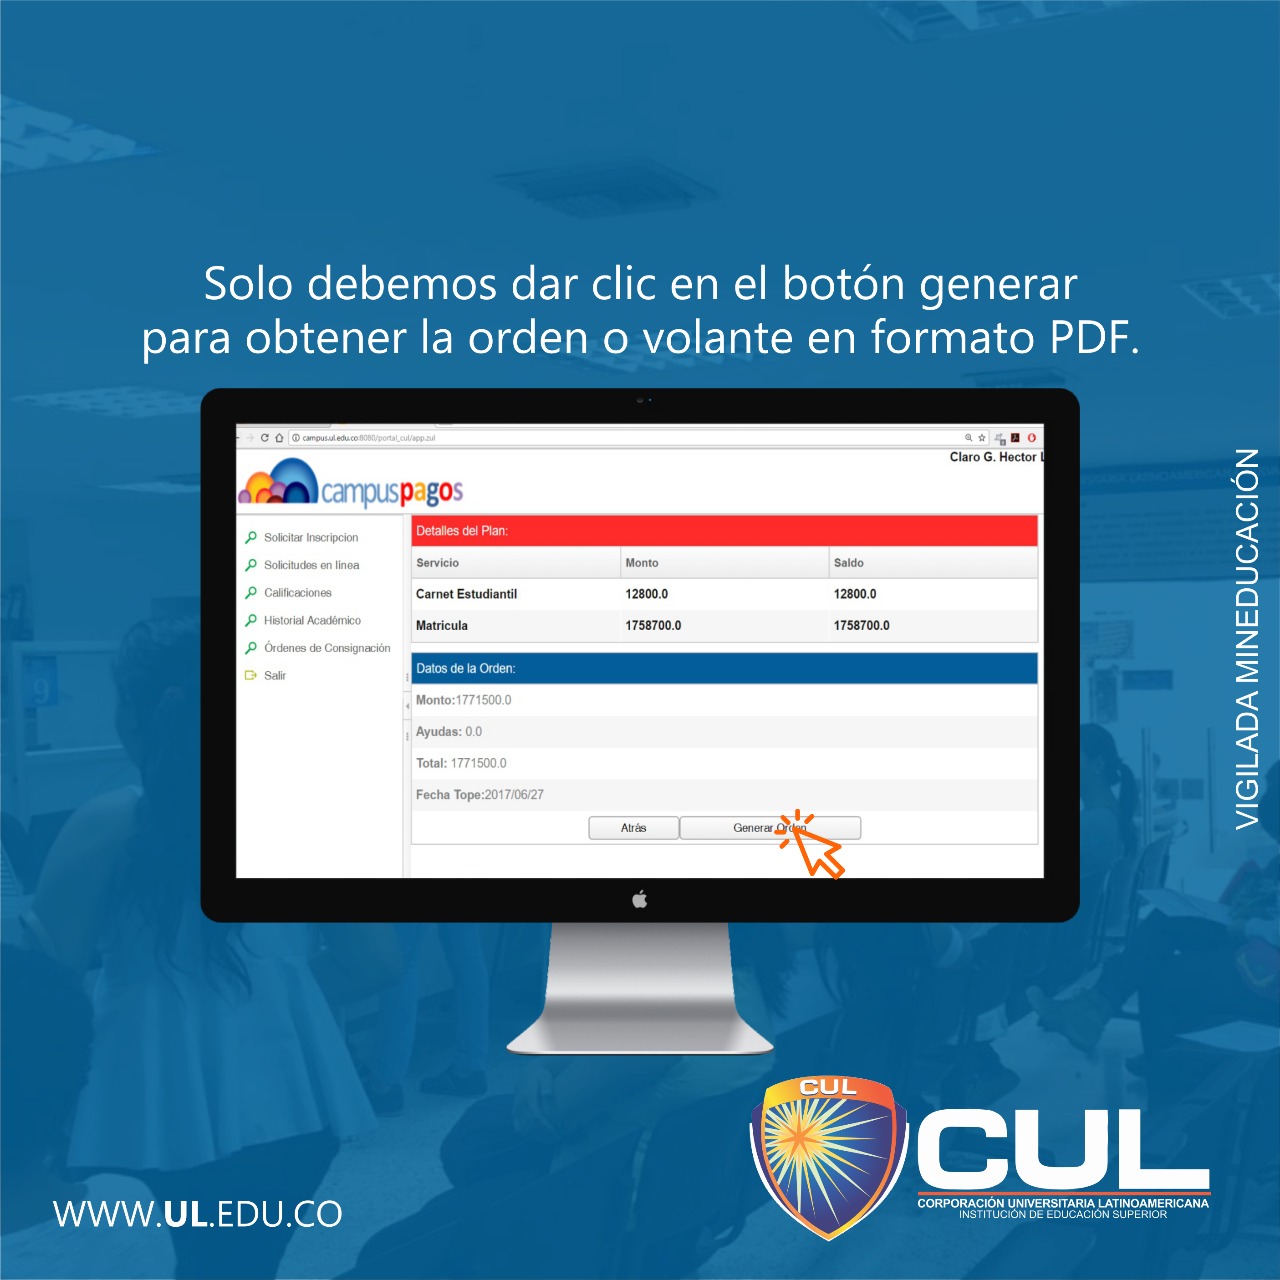 Solo debemos dar clic en el botón generar
para obtener la orden o volante en formato PDF.
campus.ul.edu.co:8080/portal_cul/app.zul
Claro G. Hector
campuspagos
Solicitar Inscripcion
Solicitudes en linea
Calificaciones
Historial Académico
Órdenes de Consignación
Salir
Detalles del Plan:
Servicio Monto Saldo
Carnet Estudiantil 12800.0 12800.0
Matricula 1758700.0 1758700.0
Datos de la Orden:
Monto:1771500.0
Ayudas: 0.0
Total: 1771500.0
Fecha Tope:2017/06/27
Atrás Generar Orden
VIGILADA MINEDUCACIÓN
WWW.UL.EDU.CO
CUL
CUL
CORPORACIÓN UNIVERSITARIA LATINOAMERICANA
INSTITUCIÓN DE EDUCACIÓN SUPERIOR